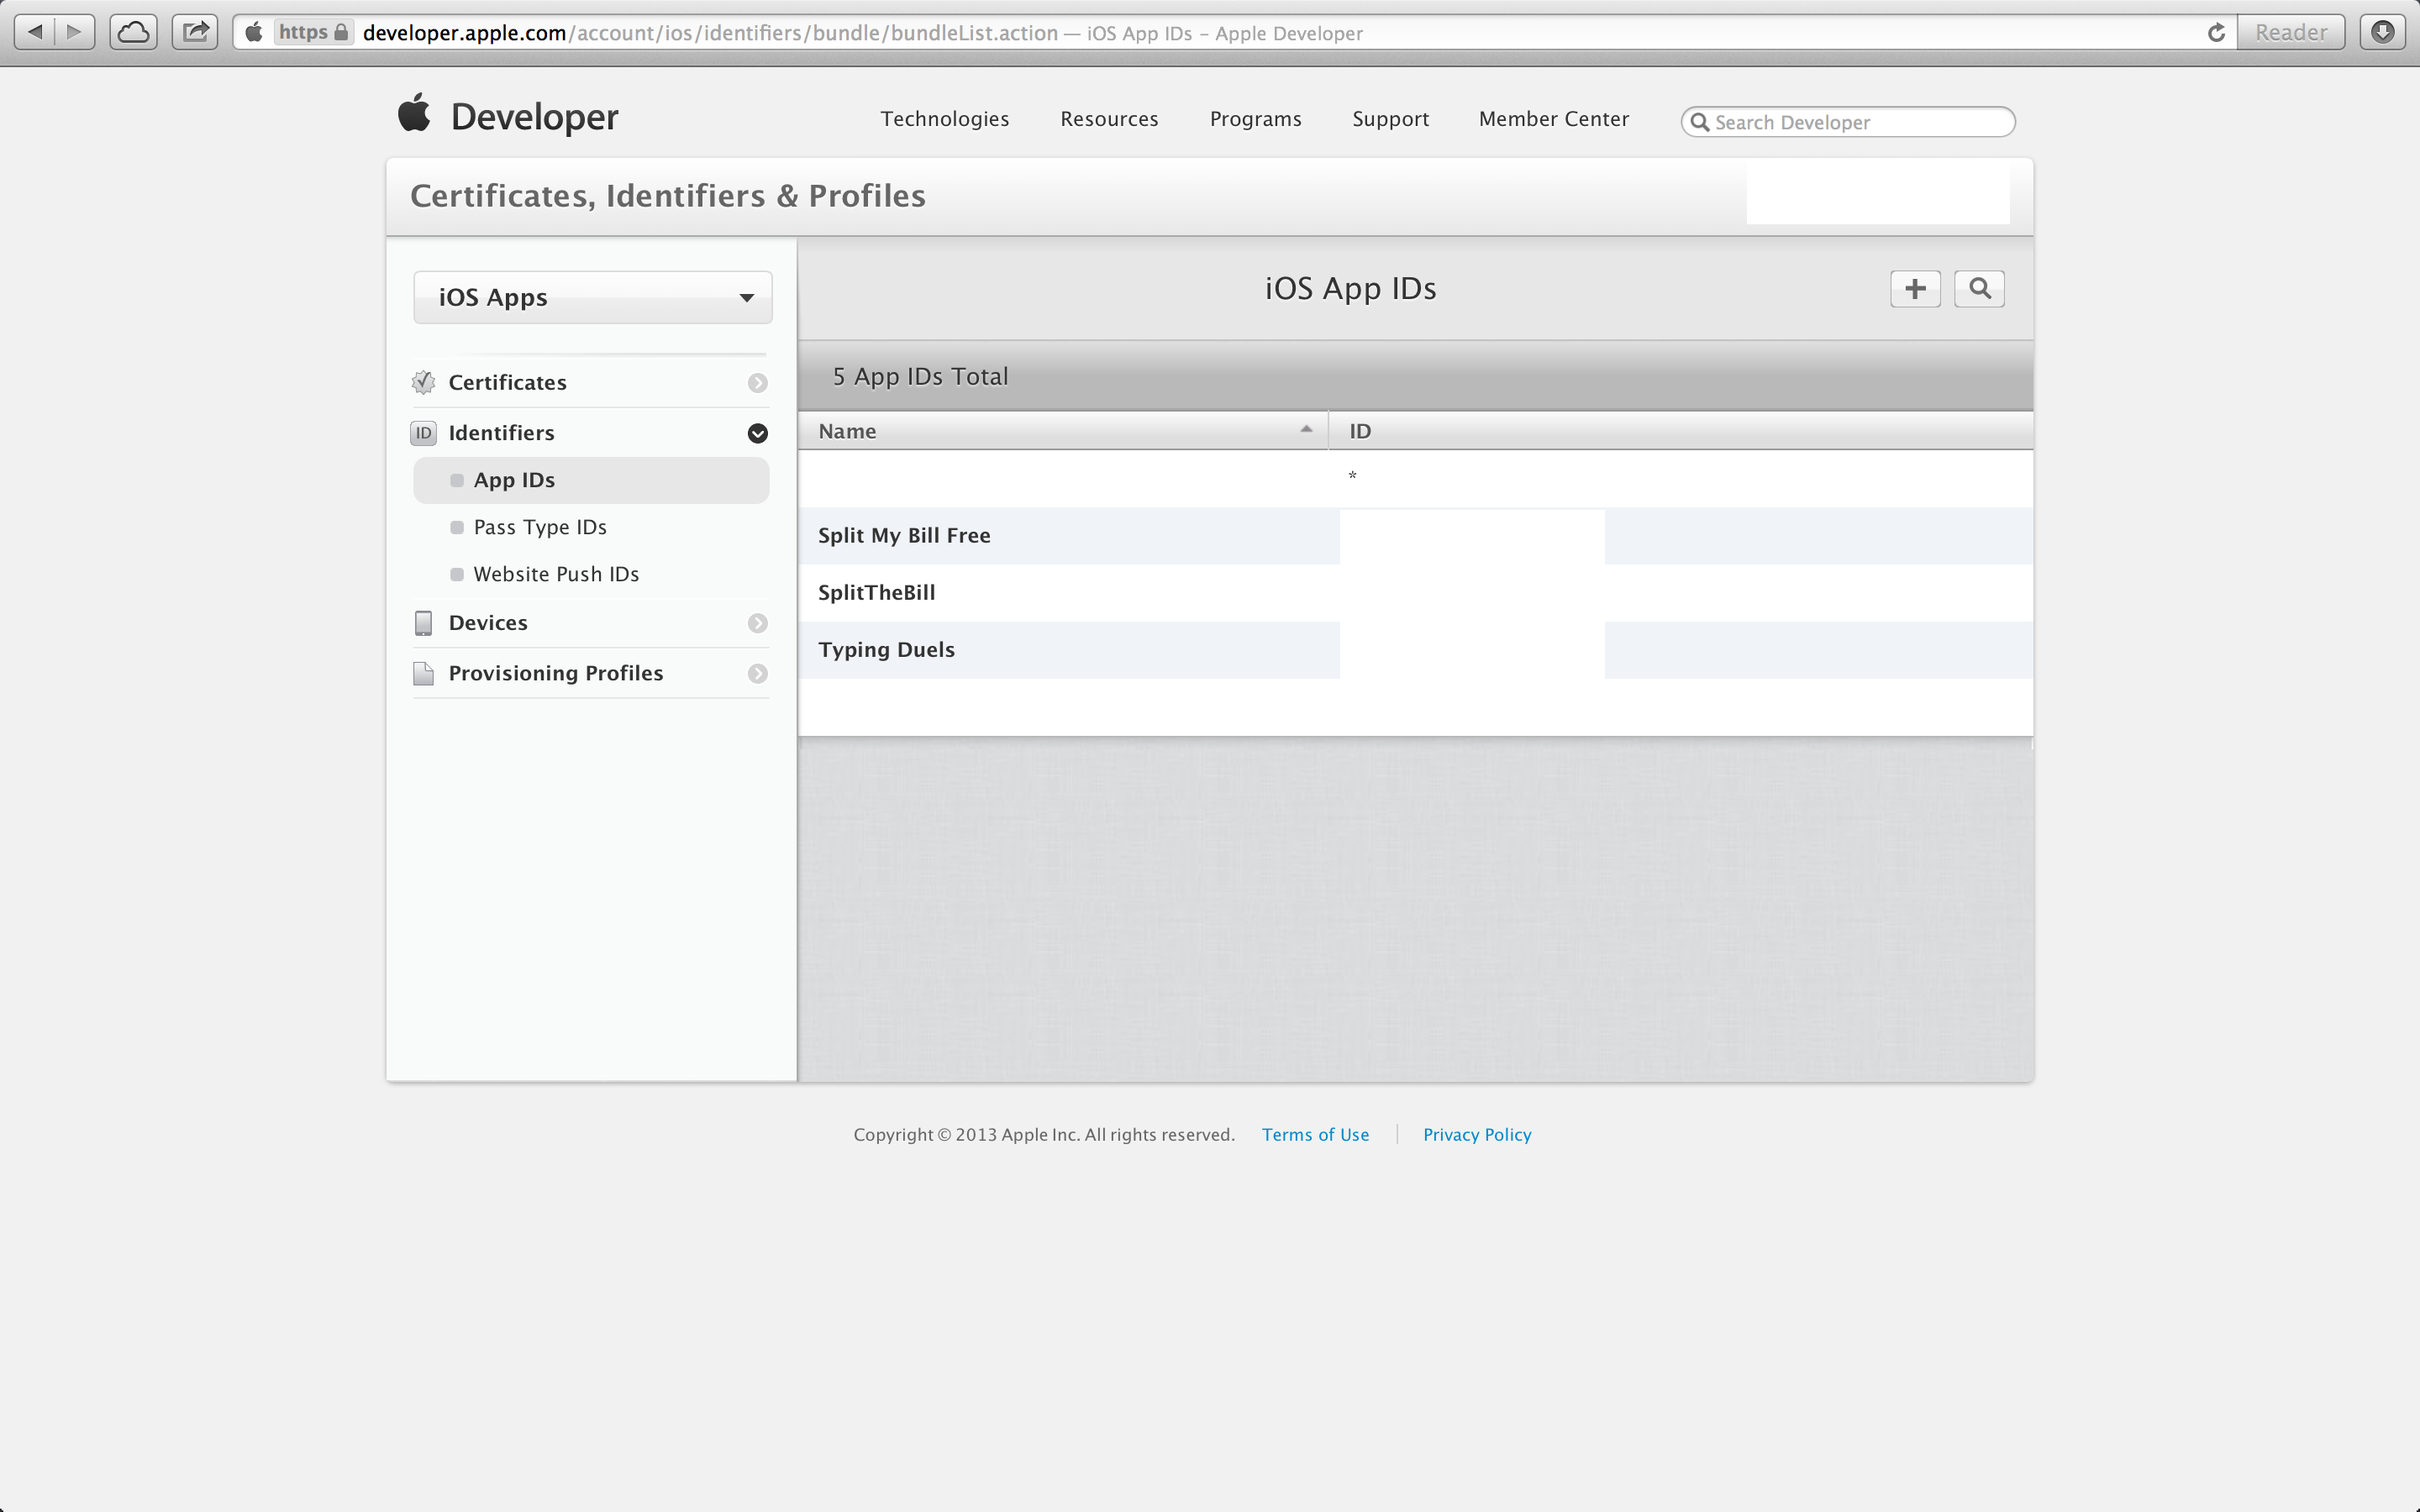 https developer.apple.com/account/ios/identifiers/bundle/bundleList.action — iOS App IDs – Apple Developer Reader
Developer Technologies Resources Programs Support Member Center Search Developer
Certificates, Identifiers & Profiles
iOS Apps
Certificates
ID Identifiers
App IDs
Pass Type IDs
Website Push IDs
Devices
Provisioning Profiles
iOS App IDs
5 App IDs Total
Name ID
*
Split My Bill Free
SplitTheBill
Typing Duels
Copyright © 2013 Apple Inc. All rights reserved. Terms of Use Privacy Policy